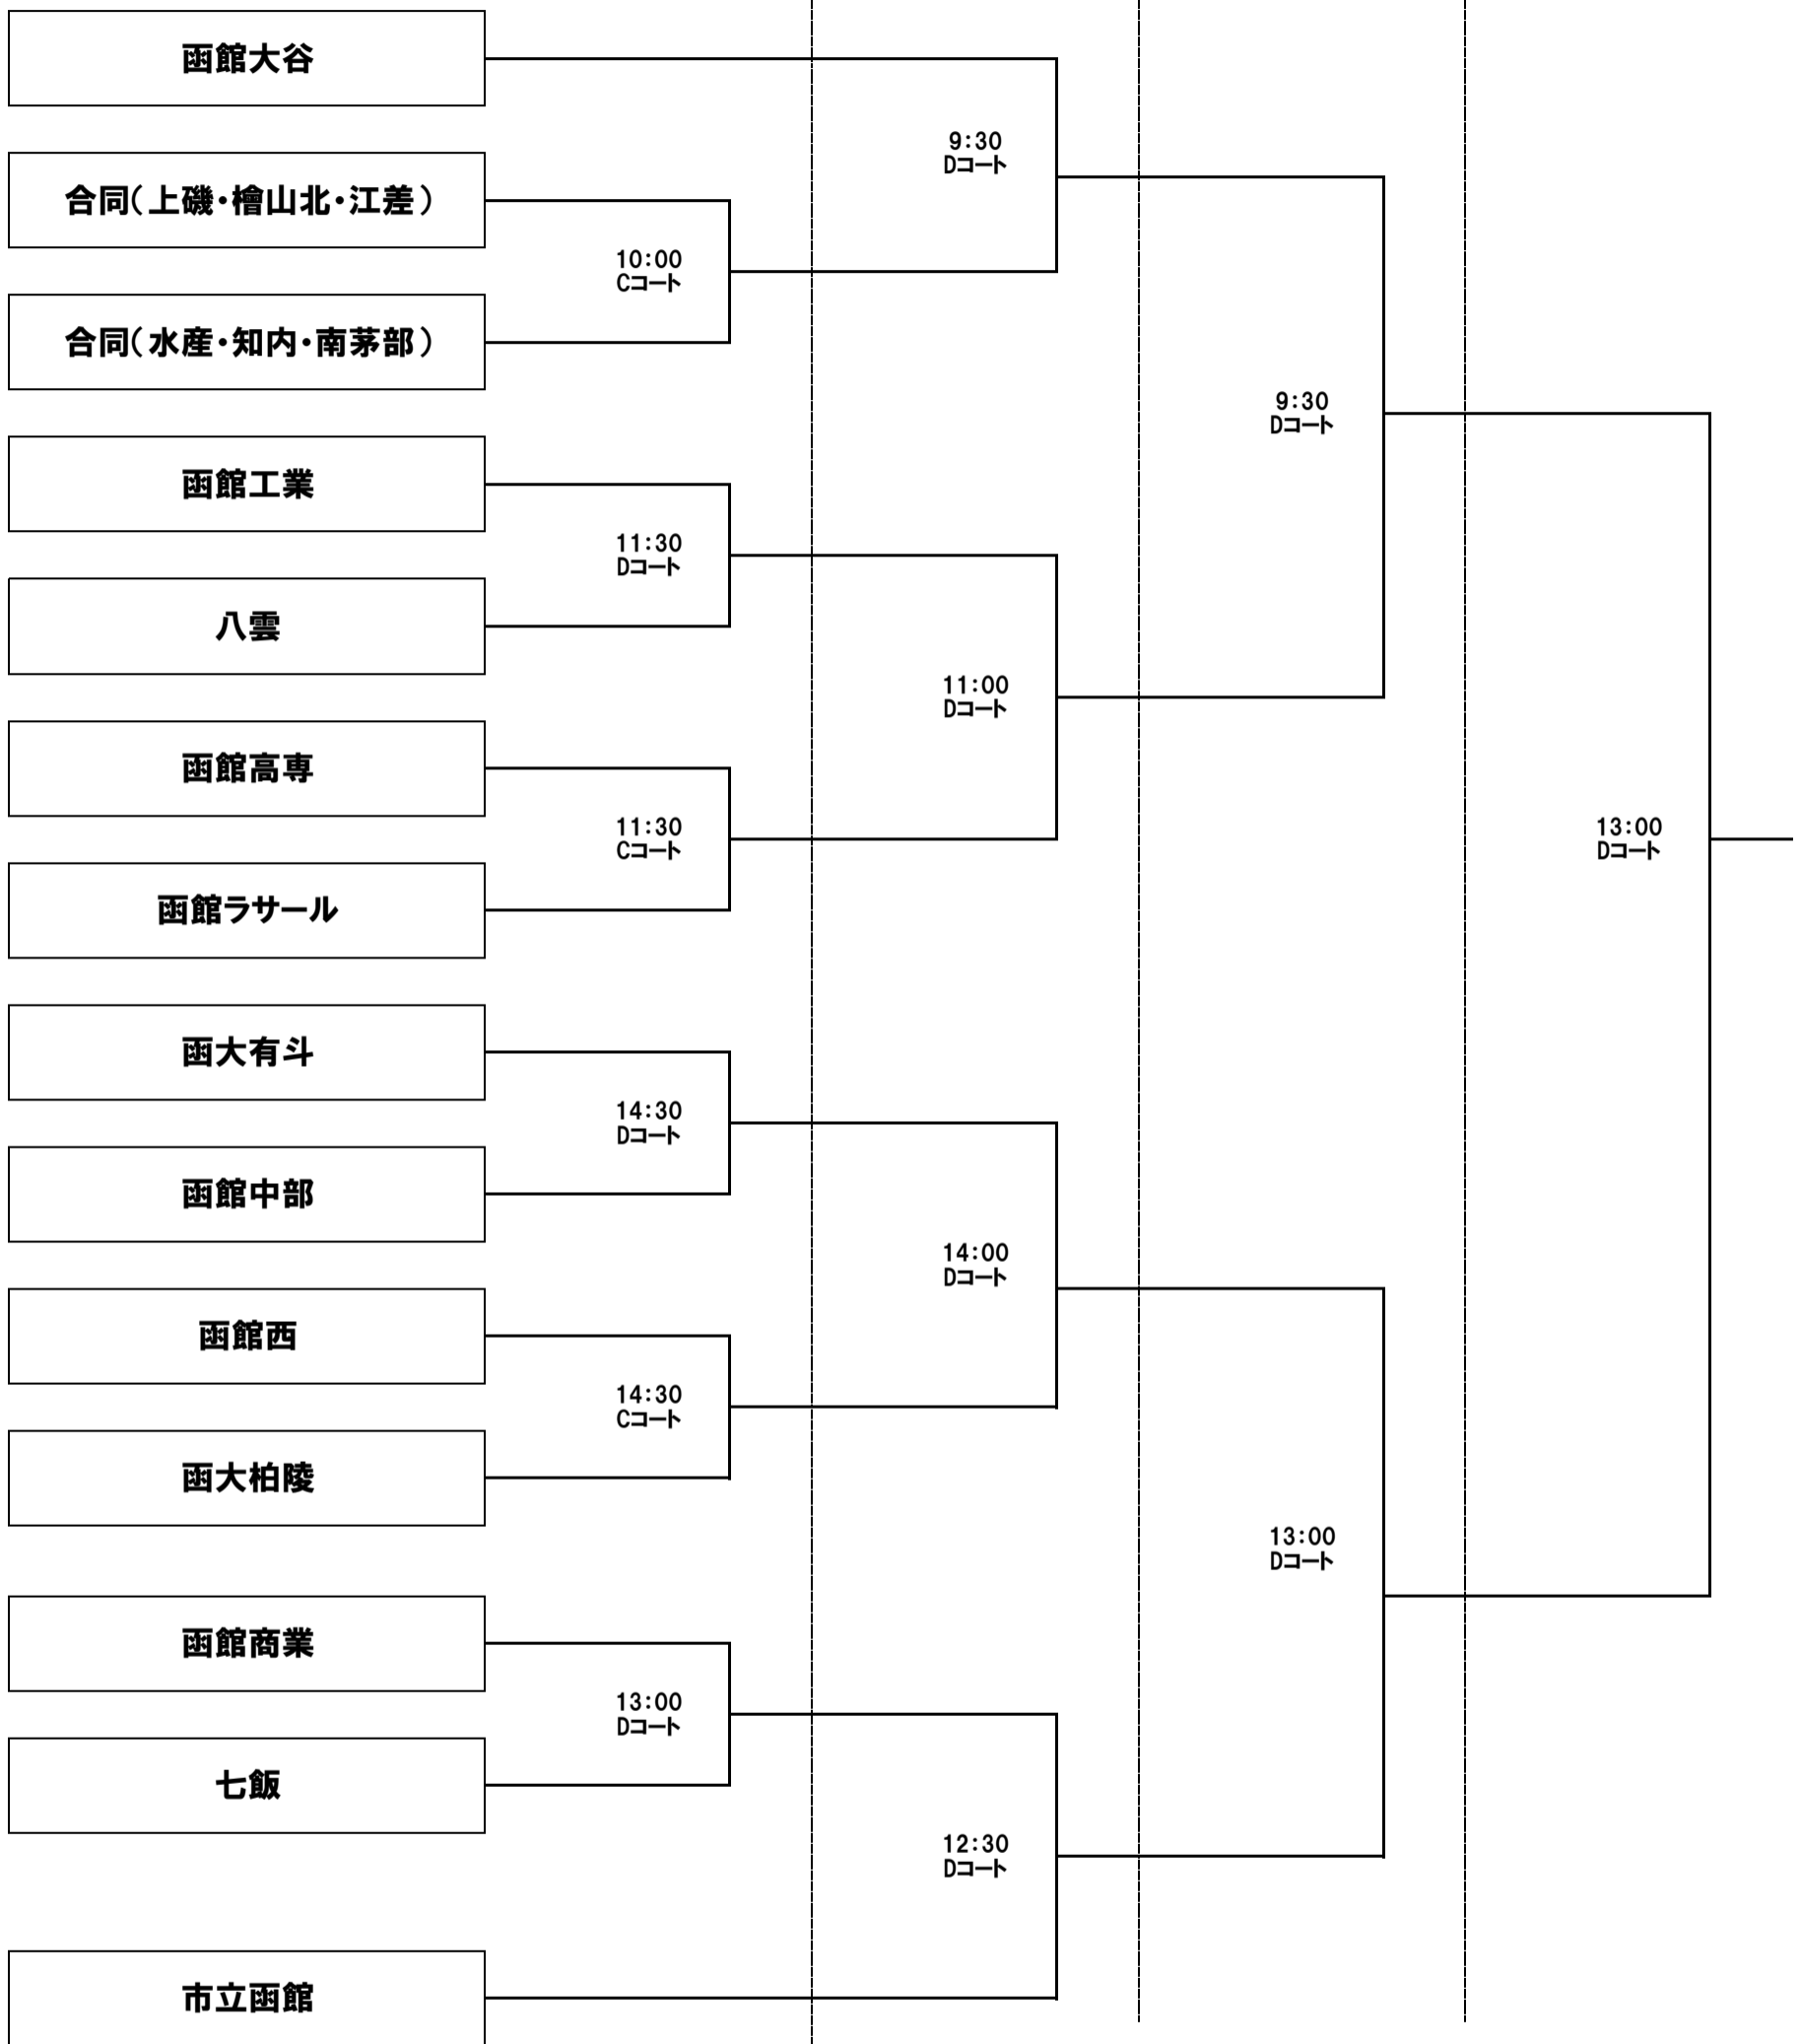 函館大谷
9:30
Dコート
合同(上磯・檜山北・江差)
10:00
Cコート
合同(水産・知内・南茅部)
9:30
Dコート
函館工業
11:30
Dコート
八雲
11:00
Dコート
函館高専
11:30
Cコート
13:00
Dコート
函館ラサール
函大有斗
14:30
Dコート
函館中部
14:00
Dコート
函館西
14:30
Cコート
函大柏陵
13:00
Dコート
函館商業
13:00
Dコート
七飯
12:30
Dコート
市立函館